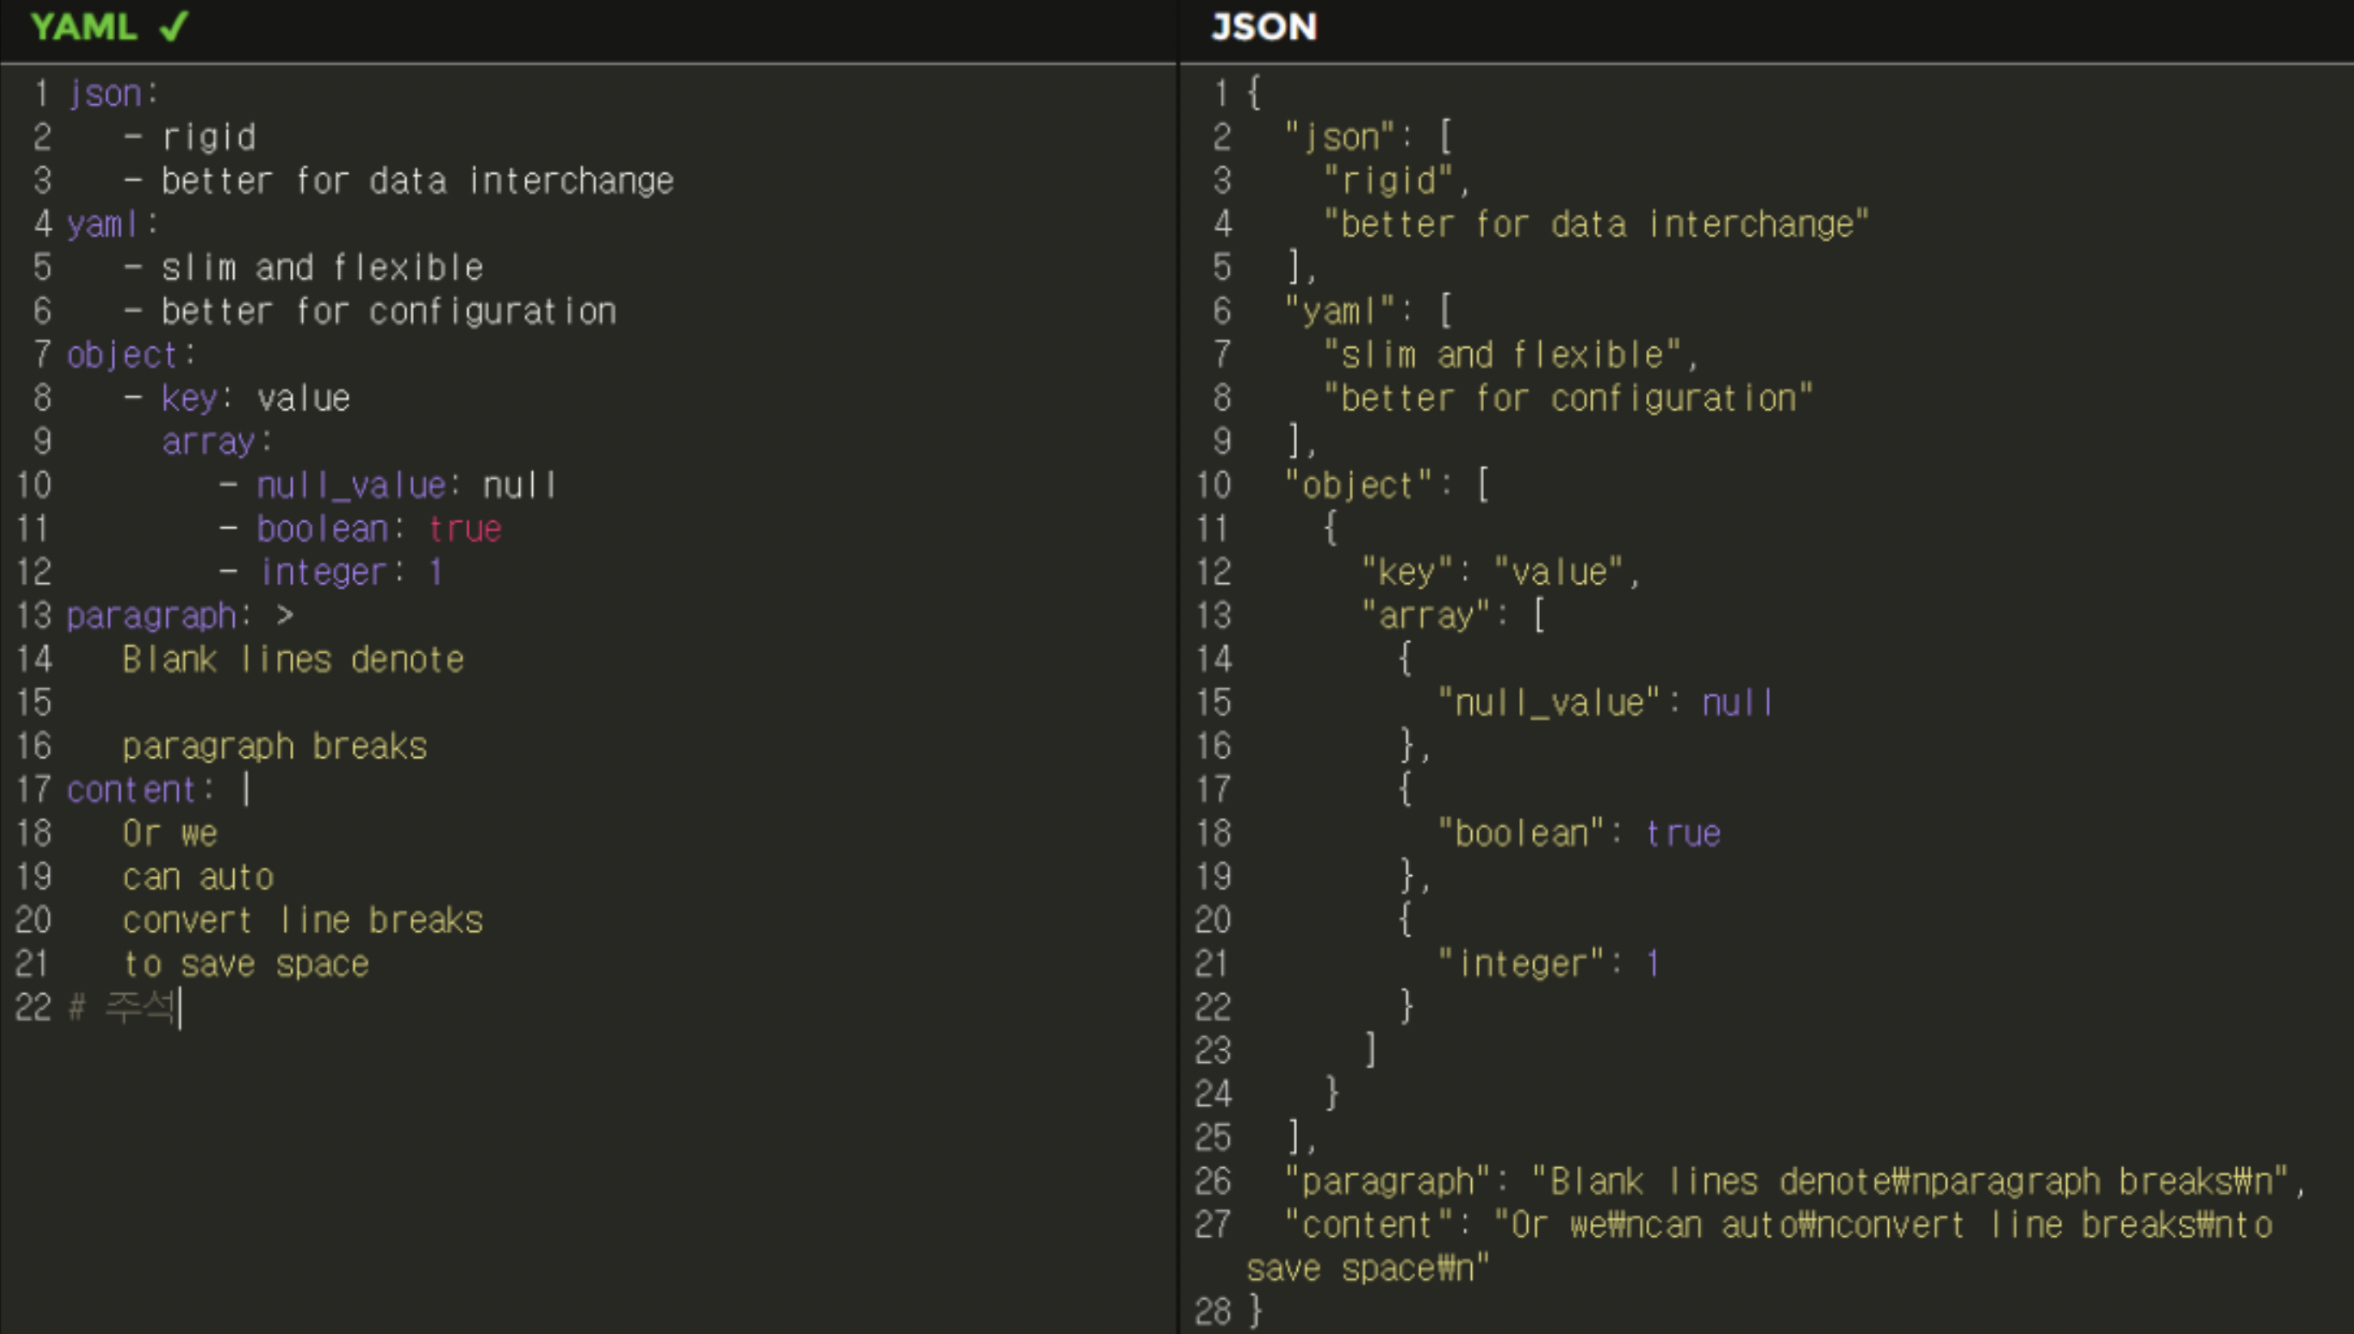 YAML ✓
1 json:
2    - rigid
3    - better for data interchange
4 yaml:
5    - slim and flexible
6    - better for configuration
7 object:
8    - key: value
9      array:
10         - null_value: null
11         - boolean: true
12         - integer: 1
13 paragraph: >
14    Blank lines denote
15
16    paragraph breaks
17 content: |
18    Or we
19    can auto
20    convert line breaks
21    to save space
22 # 주석
JSON
1 {
2   "json": [
3     "rigid",
4     "better for data interchange"
5   ],
6   "yaml": [
7     "slim and flexible",
8     "better for configuration"
9   ],
10   "object": [
11     {
12       "key": "value",
13       "array": [
14         {
15           "null_value": null
16         },
17         {
18           "boolean": true
19         },
20         {
21           "integer": 1
22         }
23       ]
24     }
25   ],
26   "paragraph": "Blank lines denote₩nparagraph breaks₩n",
27   "content": "Or we₩ncan auto₩nconvert line breaks₩nto
save space₩n"
28 }